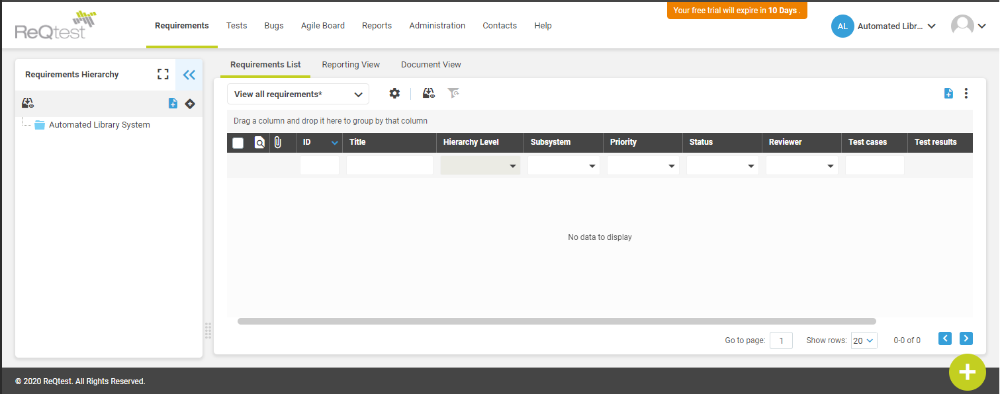 Your free trial will expire in 10 Days .
ReQtest
Requirements
Tests
Bugs
Agile Board
Reports
Administration
Contacts
Help
AL
Automated Libr...
Requirements Hierarchy
Automated Library System
Requirements List
Reporting View
Document View
View all requirements*
Drag a column and drop it here to group by that column
ID
Title
Hierarchy Level
Subsystem
Priority
Status
Reviewer
Test cases
Test results
No data to display
Go to page:
1
Show rows:
20
0-0 of 0
© 2020 ReQtest. All Rights Reserved.